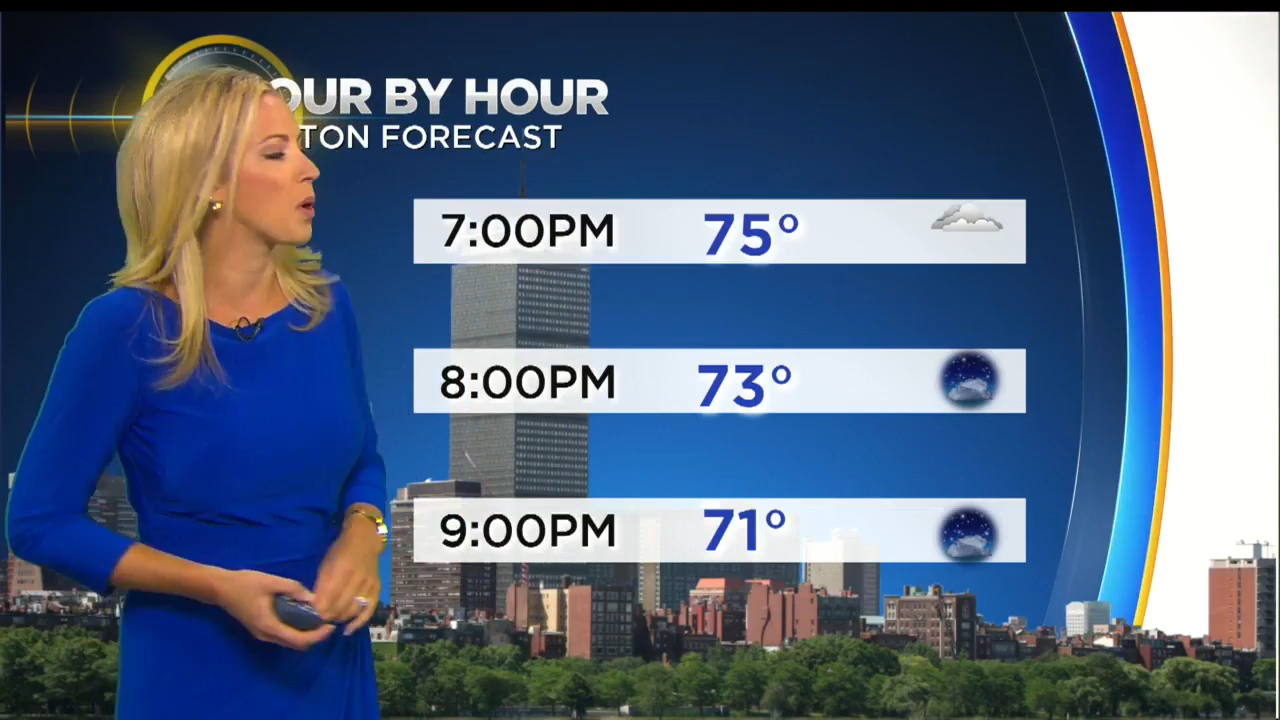 OUR BY HOUR
TON FORECAST
7:00PM 75°
8:00PM 73°
9:00PM 71°